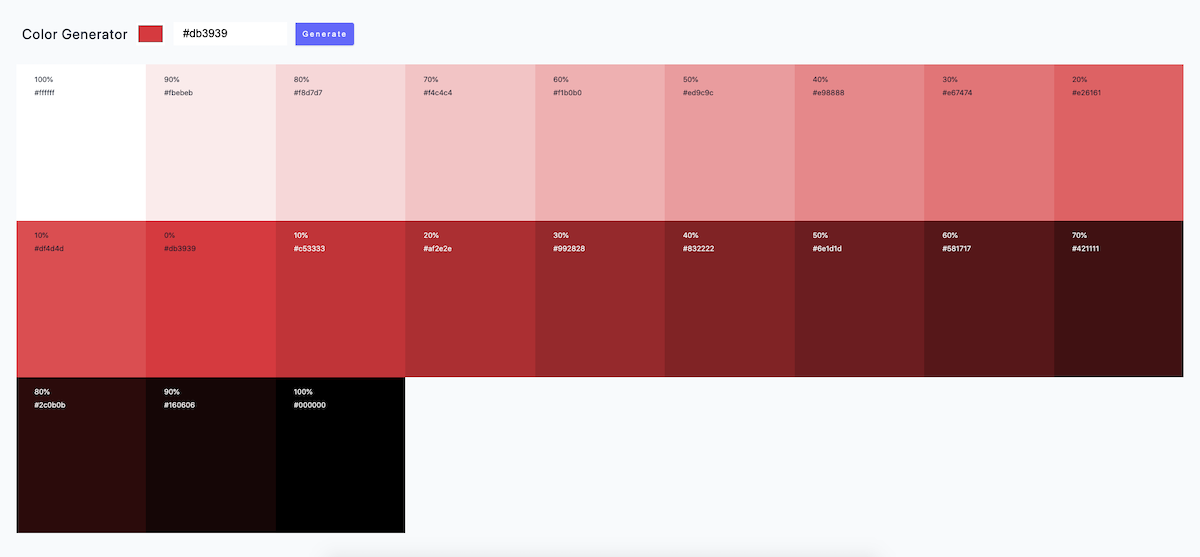 Color Generator
#db3939
Generate
100%
#ffffff
90%
#fbebeb
80%
#f8d7d7
70%
#f4c4c4
60%
#f1b0b0
50%
#ed9c9c
40%
#e98888
30%
#e67474
20%
#e26161
10%
#df4d4d
0%
#db3939
10%
#c53333
20%
#af2e2e
30%
#992828
40%
#832222
50%
#6e1d1d
60%
#581717
70%
#421111
80%
#2c0b0b
90%
#160606
100%
#000000